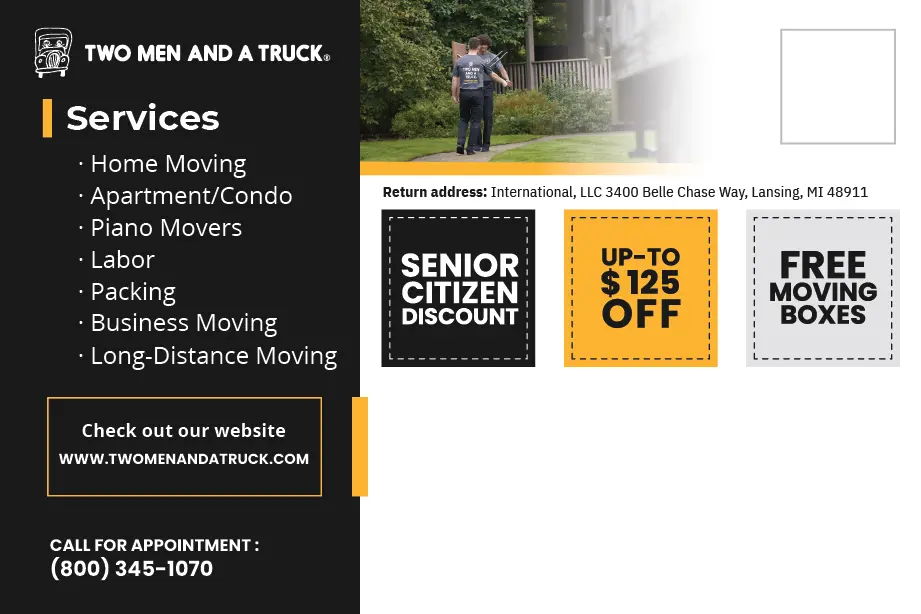 TWO MEN AND A TRUCK®
Services
· Home Moving
· Apartment/Condo
· Piano Movers
· Labor
· Packing
· Business Moving
· Long-Distance Moving
Check out our website
WWW.TWOMENANDATRUCK.COM
CALL FOR APPOINTMENT :
(800) 345-1070
TWO MEN
AND A
TRUCK
Return address: International, LLC 3400 Belle Chase Way, Lansing, MI 48911
SENIOR
CITIZEN
DISCOUNT
UP-TO
$ 125
OFF
FREE
MOVING
BOXES